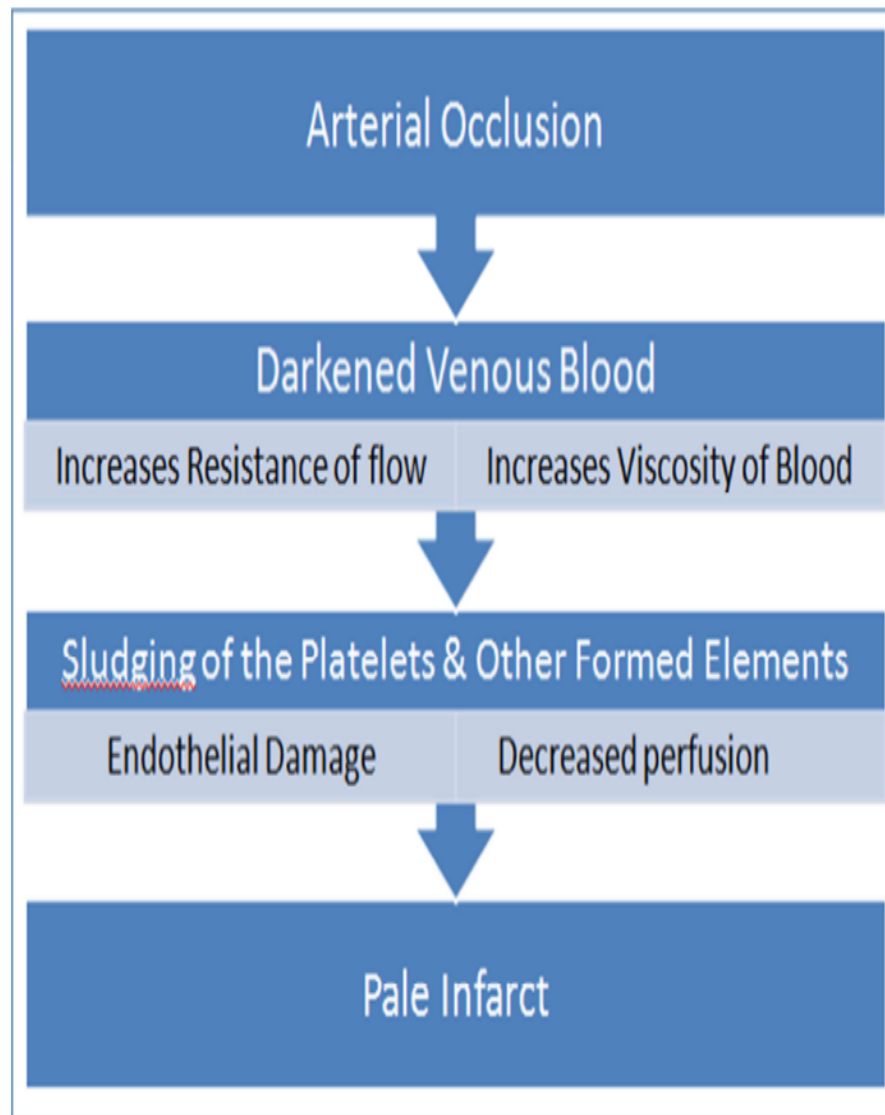 Arterial Occlusion
Darkened Venous Blood
Increases Resistance of flow
Increases Viscosity of Blood
Sludging of the Platelets & Other Formed Elements
Endothelial Damage
Decreased perfusion
Pale Infarct